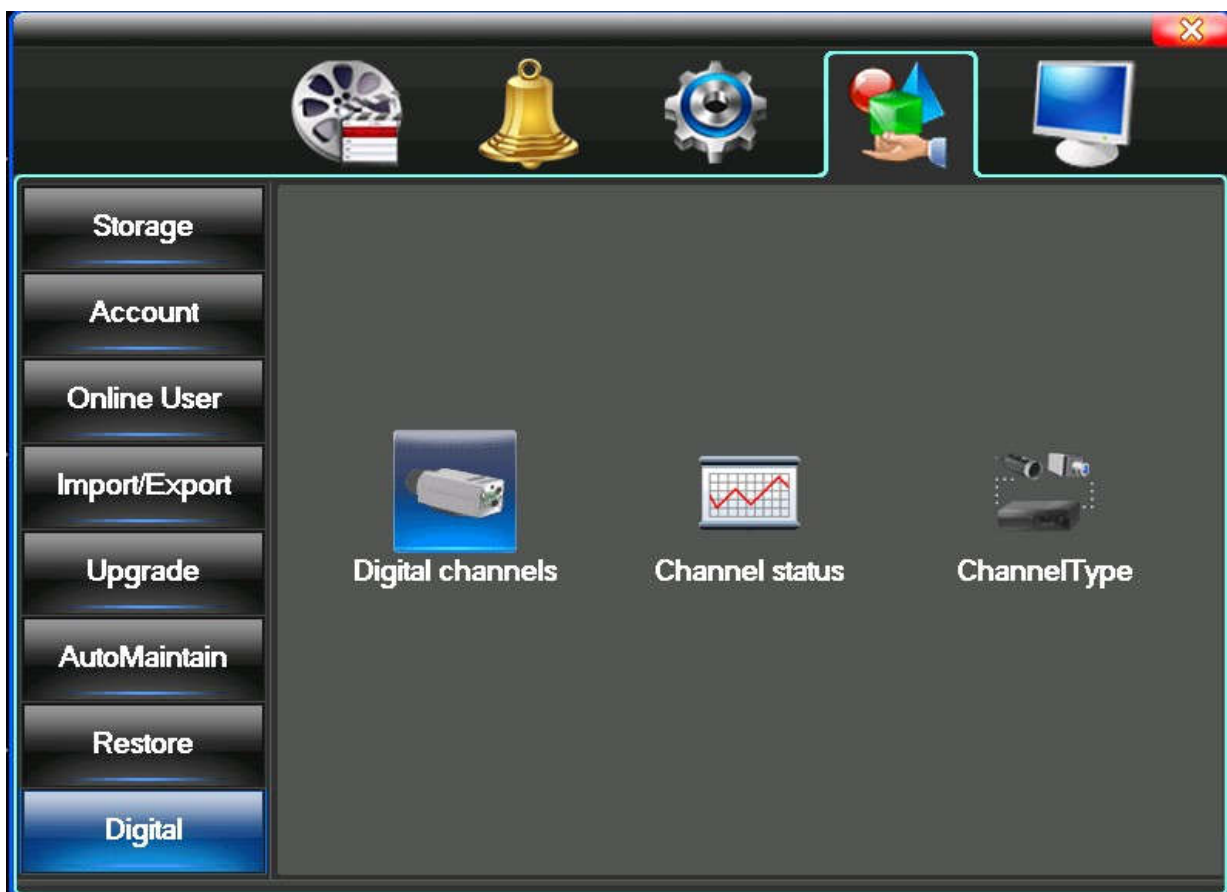 Storage
Account
Online User
Import/Export
Upgrade
AutoMaintain
Restore
Digital
Digital channels
Channel status
ChannelType